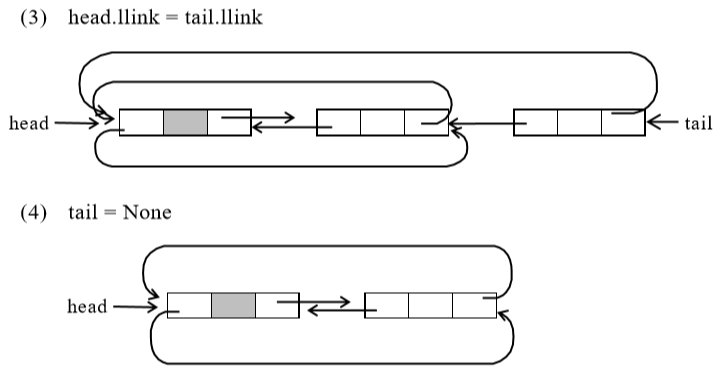 (3) head.llink = tail.llink
head
tail
(4) tail = None
head